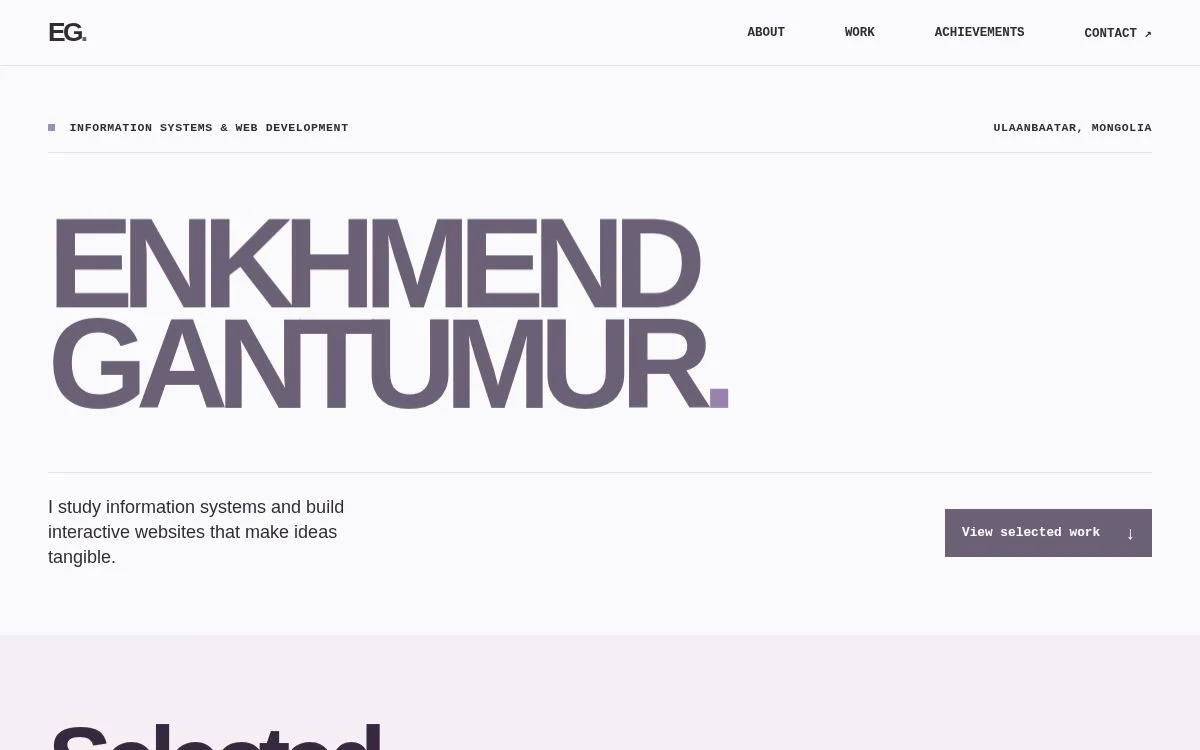 EG.
ABOUT
WORK
ACHIEVEMENTS
CONTACT ↗
INFORMATION SYSTEMS & WEB DEVELOPMENT
ULAANBAATAR, MONGOLIA
ENKHMEND
GANTUMUR.
I study information systems and build
interactive websites that make ideas
tangible.
View selected work ↓
Selected